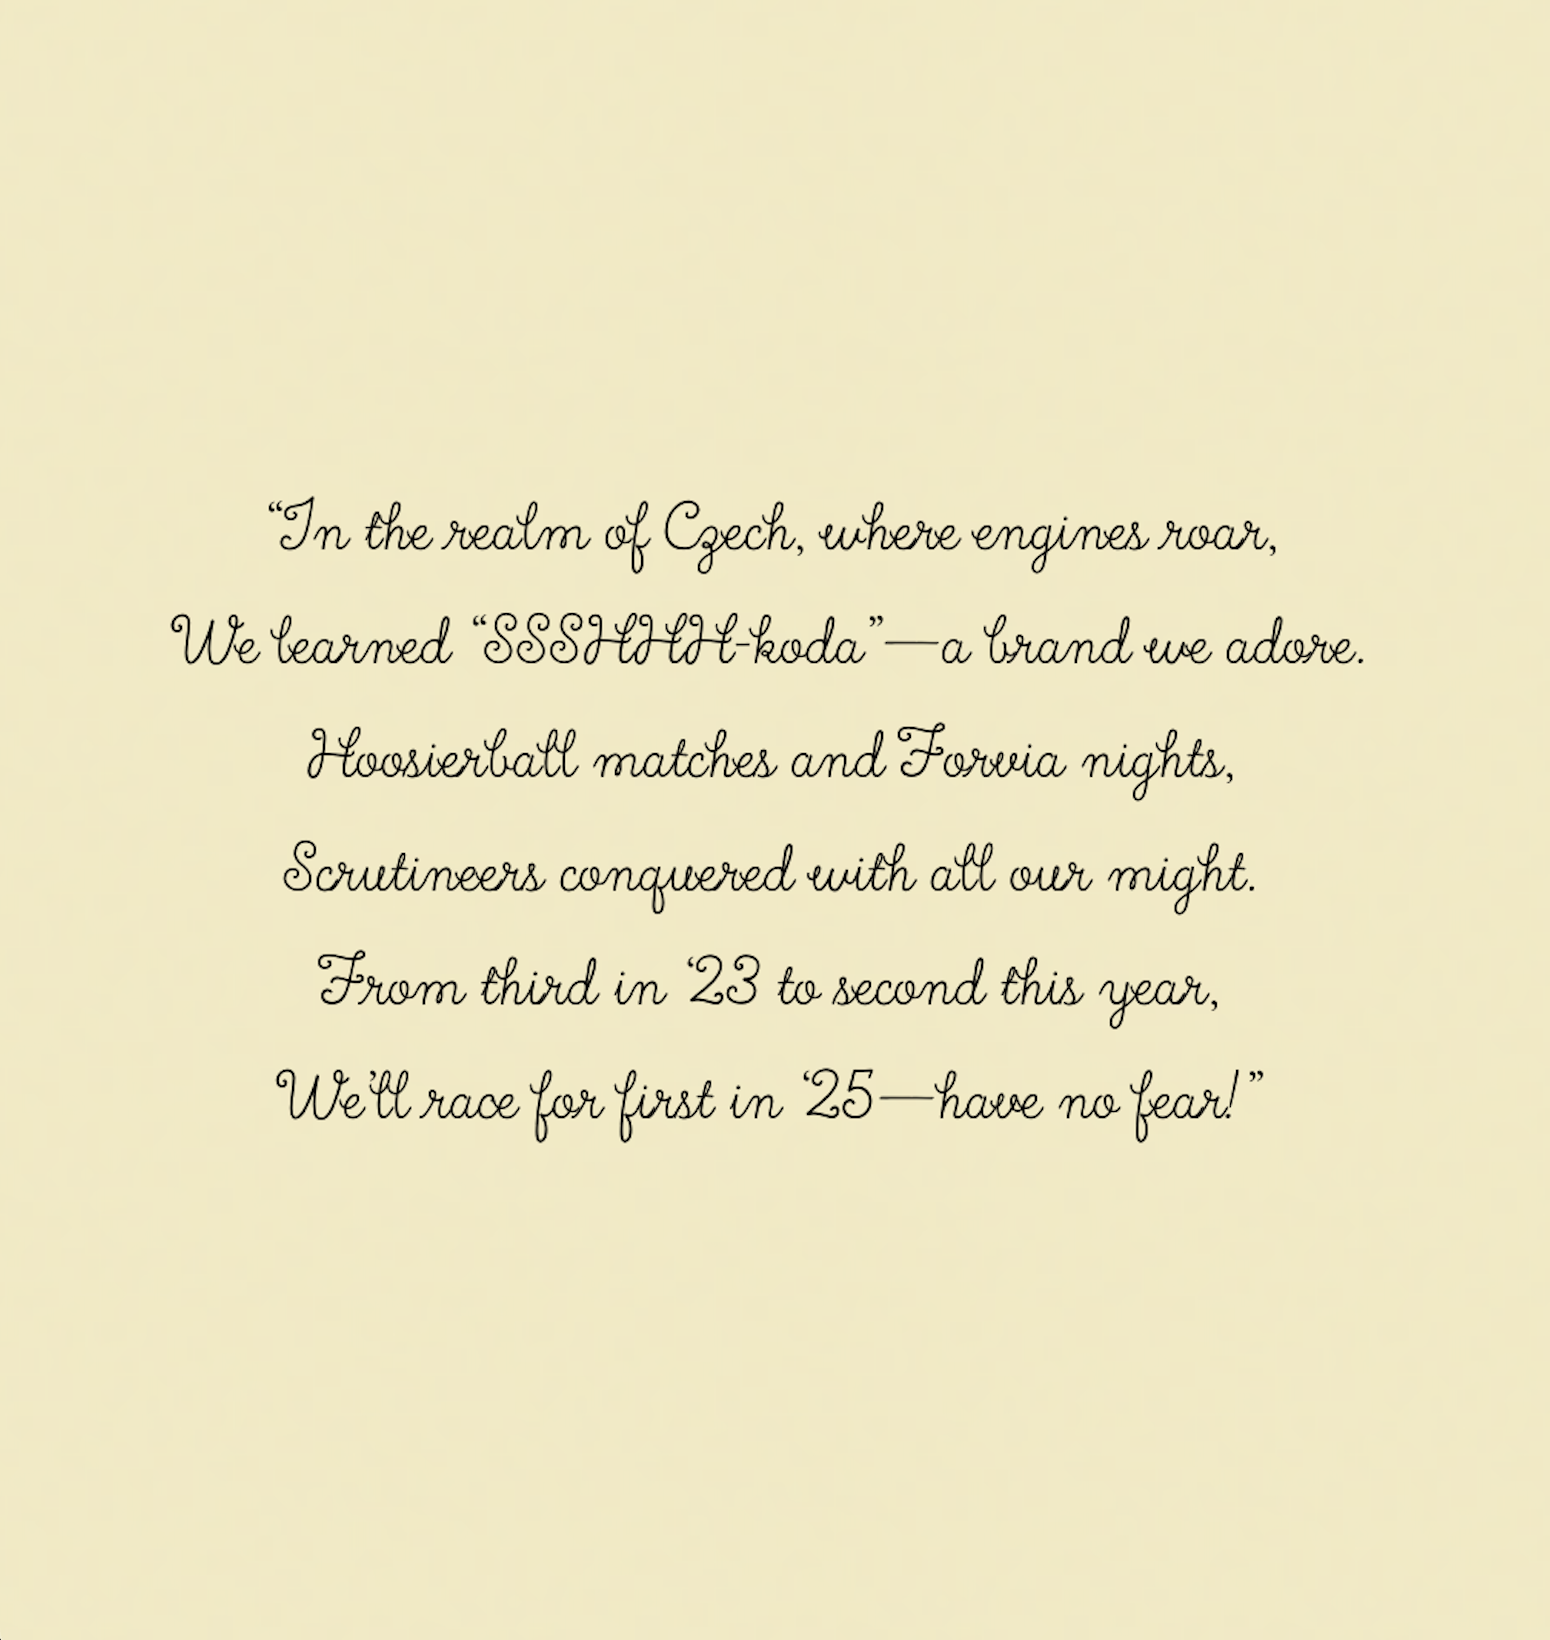 “In the realm of Czech, where engines roar,
We learned “SSSHHH-koda”—a brand we adore.
Hoosierball matches and Forvia nights,
Scrutineers conquered with all our might.
From third in ‘23 to second this year,
We’ll race for first in ‘25—have no fear!”